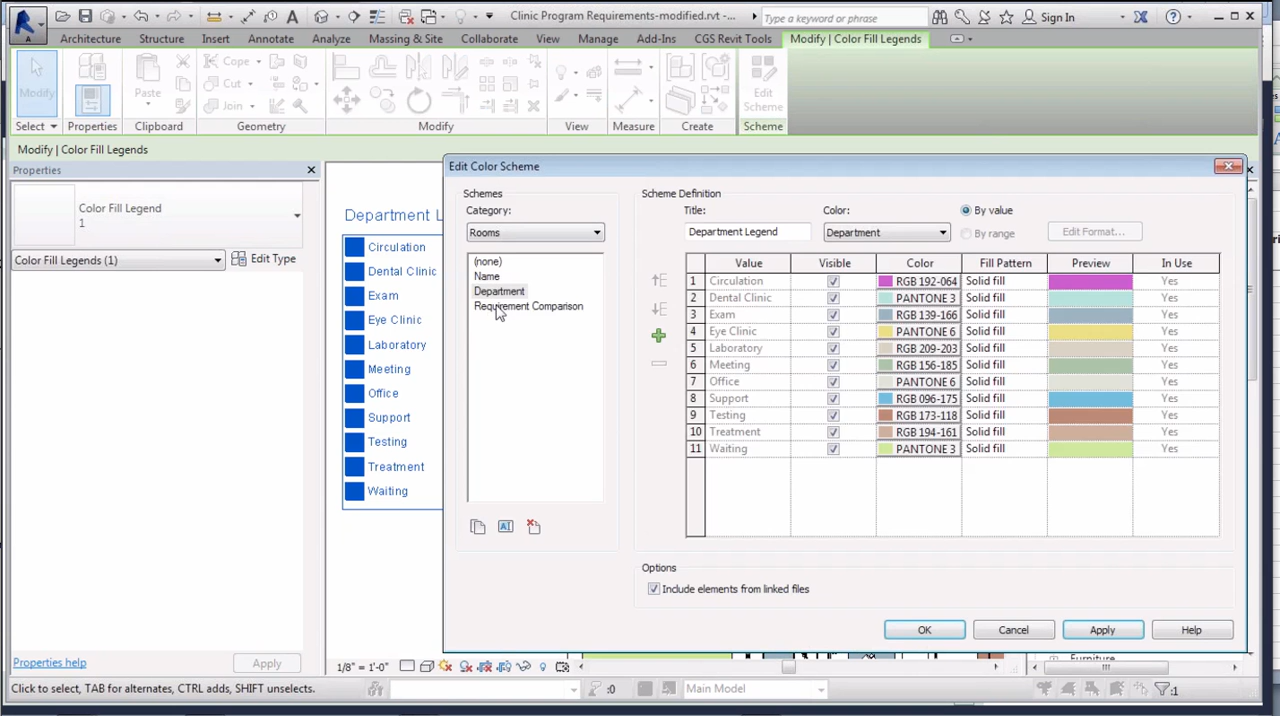 Clinic Program Requirements-modified.rvt -...
Type a keyword or phrase
Sign In
A
Architecture Structure Insert Annotate Analyze Massing & Site Collaborate View Manage Add-Ins CGS Revit Tools Modify | Color Fill Legends
Modify
Properties
Paste
Cope
Cut
Join
Edit
Scheme
Select Properties Clipboard Geometry Modify View Measure Create Scheme
Modify | Color Fill Legends
Properties
Color Fill Legend
1
Color Fill Legends (1)
Edit Type
Properties help
Apply
Department L
Circulation
Dental Clinic
Exam
Eye Clinic
Laboratory
Meeting
Office
Support
Testing
Treatment
Waiting
Edit Color Scheme
Schemes
Category:
Rooms
(none)
Name
Department
Requirement Comparison
Scheme Definition
Title:
Department Legend
Color:
Department
By value
By range
Edit Format...
Value Visible Color Fill Pattern Preview In Use
1 Circulation RGB 192-064 Solid fill Yes
2 Dental Clinic PANTONE 3 Solid fill Yes
3 Exam RGB 139-166 Solid fill Yes
4 Eye Clinic PANTONE 6 Solid fill Yes
5 Laboratory RGB 209-203 Solid fill Yes
6 Meeting RGB 156-185 Solid fill Yes
7 Office PANTONE 6 Solid fill Yes
8 Support RGB 096-175 Solid fill Yes
9 Testing RGB 173-118 Solid fill Yes
10 Treatment RGB 194-161 Solid fill Yes
11 Waiting PANTONE 3 Solid fill Yes
AI
Options
Include elements from linked files
OK Cancel Apply Help
1/8" = 1'-0"
Click to select, TAB for alternates, CTRL adds, SHIFT unselects.
:0
Main Model
:1